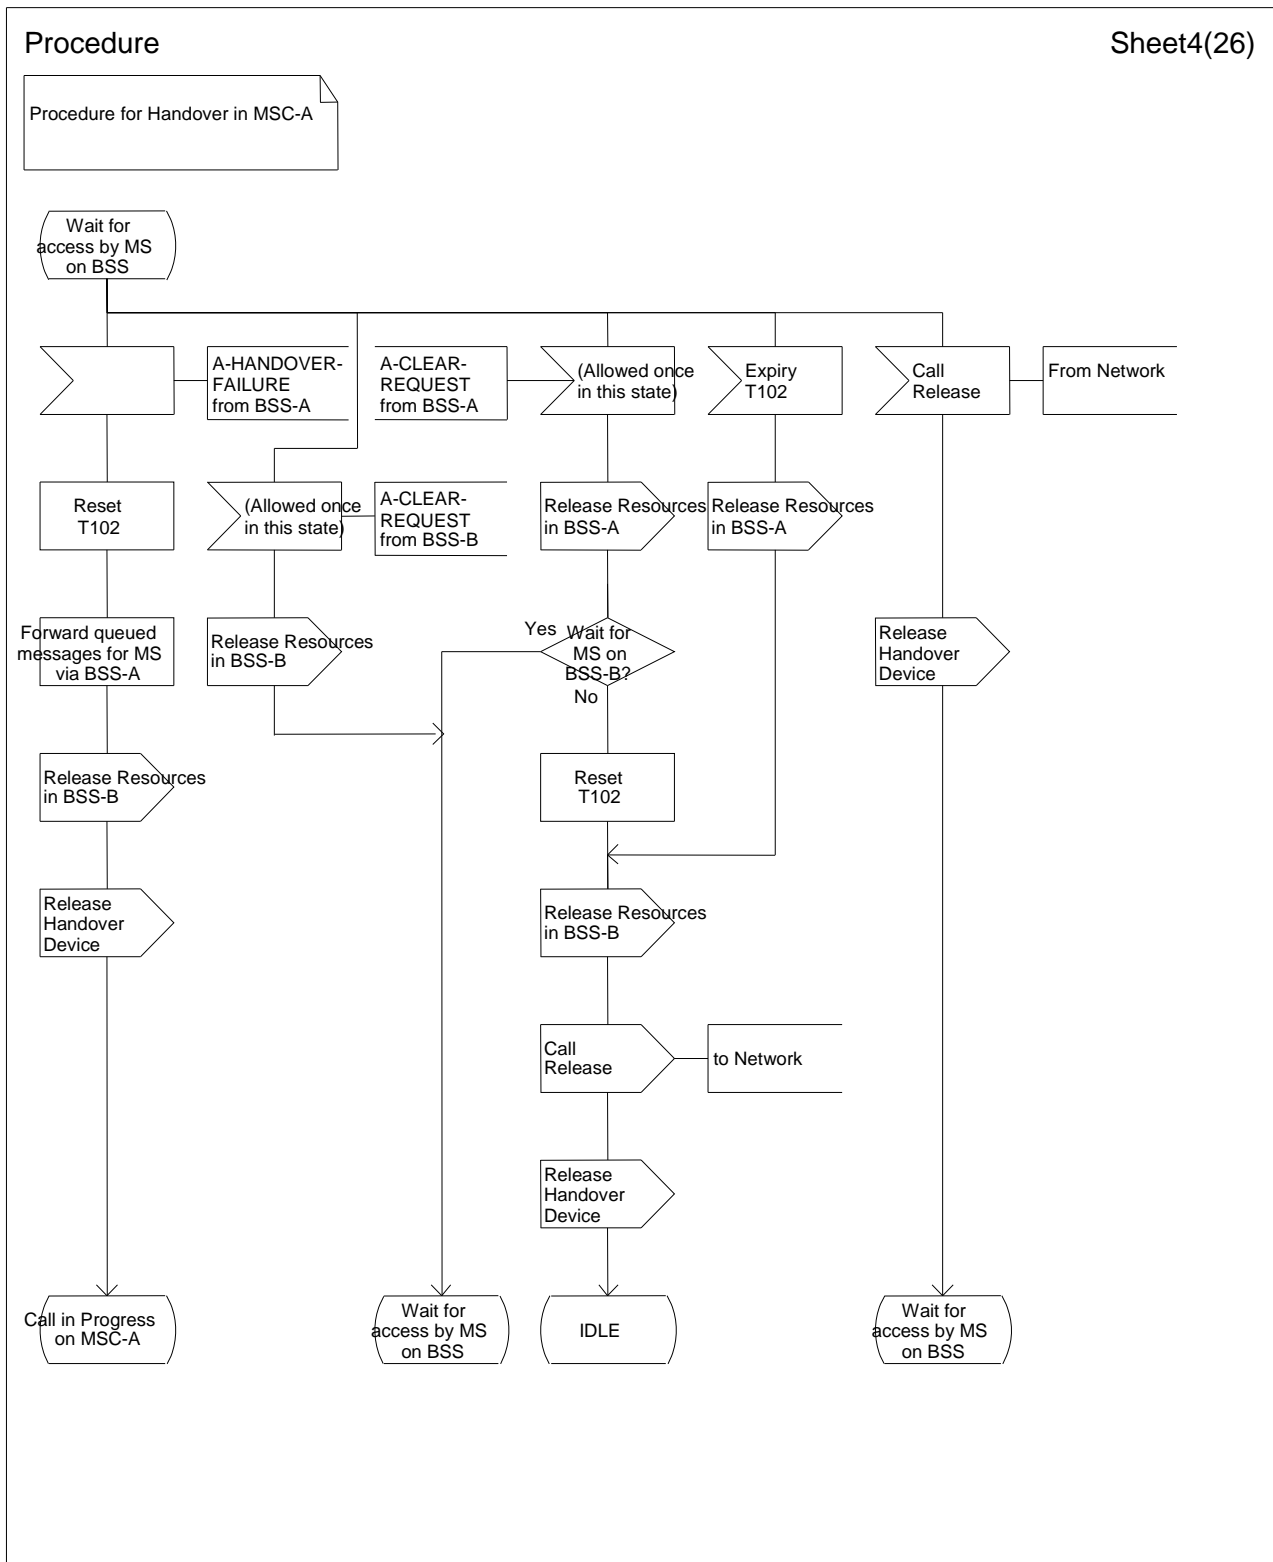 Procedure
Sheet4(26)
Procedure for Handover in MSC-A
Wait for
access by MS
on BSS
A-HANDOVER-
FAILURE
from BSS-A
A-CLEAR-
REQUEST
from BSS-A
(Allowed once
in this state)
Expiry
T102
Call
Release
From Network
Reset
T102
(Allowed once
in this state)
A-CLEAR-
REQUEST
from BSS-B
Release Resources
in BSS-A
Release Resources
in BSS-A
Forward queued
messages for MS
via BSS-A
Release Resources
in BSS-B
Yes
Wait for
MS on
BSS-B?
No
Release
Handover
Device
Release Resources
in BSS-B
Reset
T102
Release
Handover
Device
Release Resources
in BSS-B
Call
Release
to Network
Release
Handover
Device
Call in Progress
on MSC-A
Wait for
access by MS
on BSS
IDLE
Wait for
access by MS
on BSS